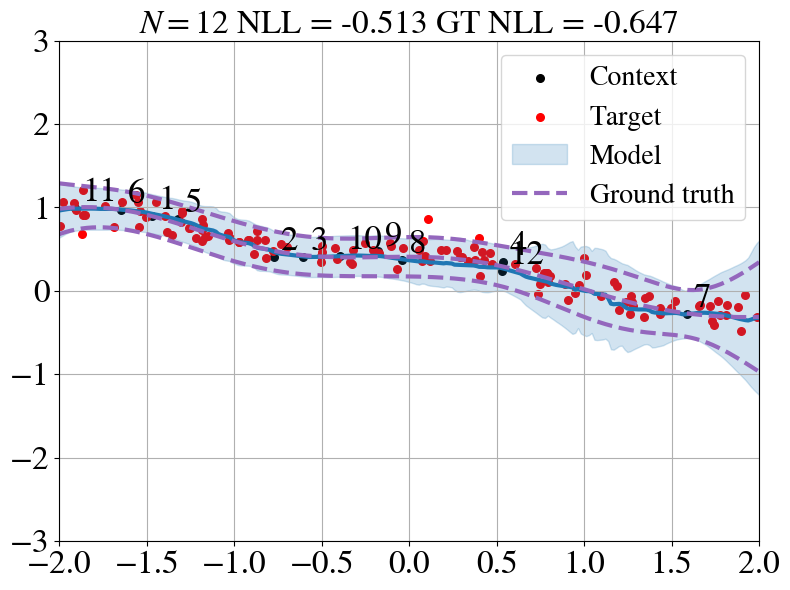 N = 12 NLL = -0.513 GT NLL = -0.647
3
2
1
0
−1
−2
−3
Context
Target
Model
Ground truth
11 6 1 5
2 3 10 9 8 4 12
7
−2.0 −1.5 −1.0 −0.5 0.0 0.5 1.0 1.5 2.0